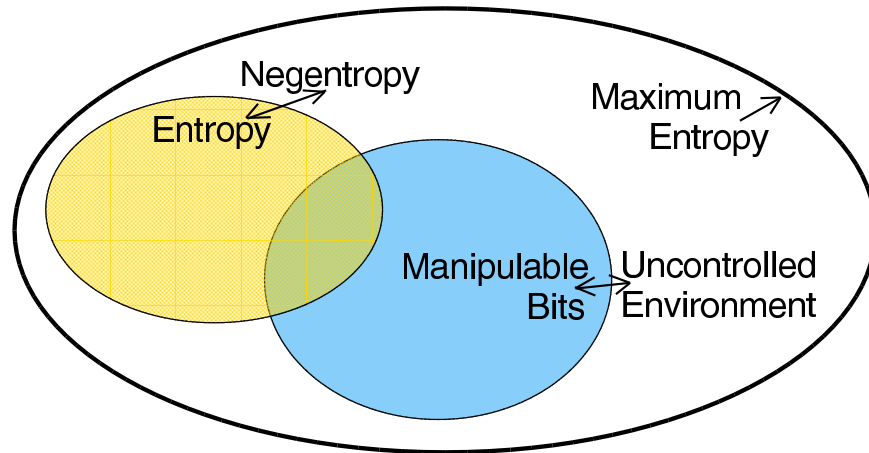 Negentropy
Entropy
Maximum
Entropy
Manipulable
Bits
Uncontrolled
Environment